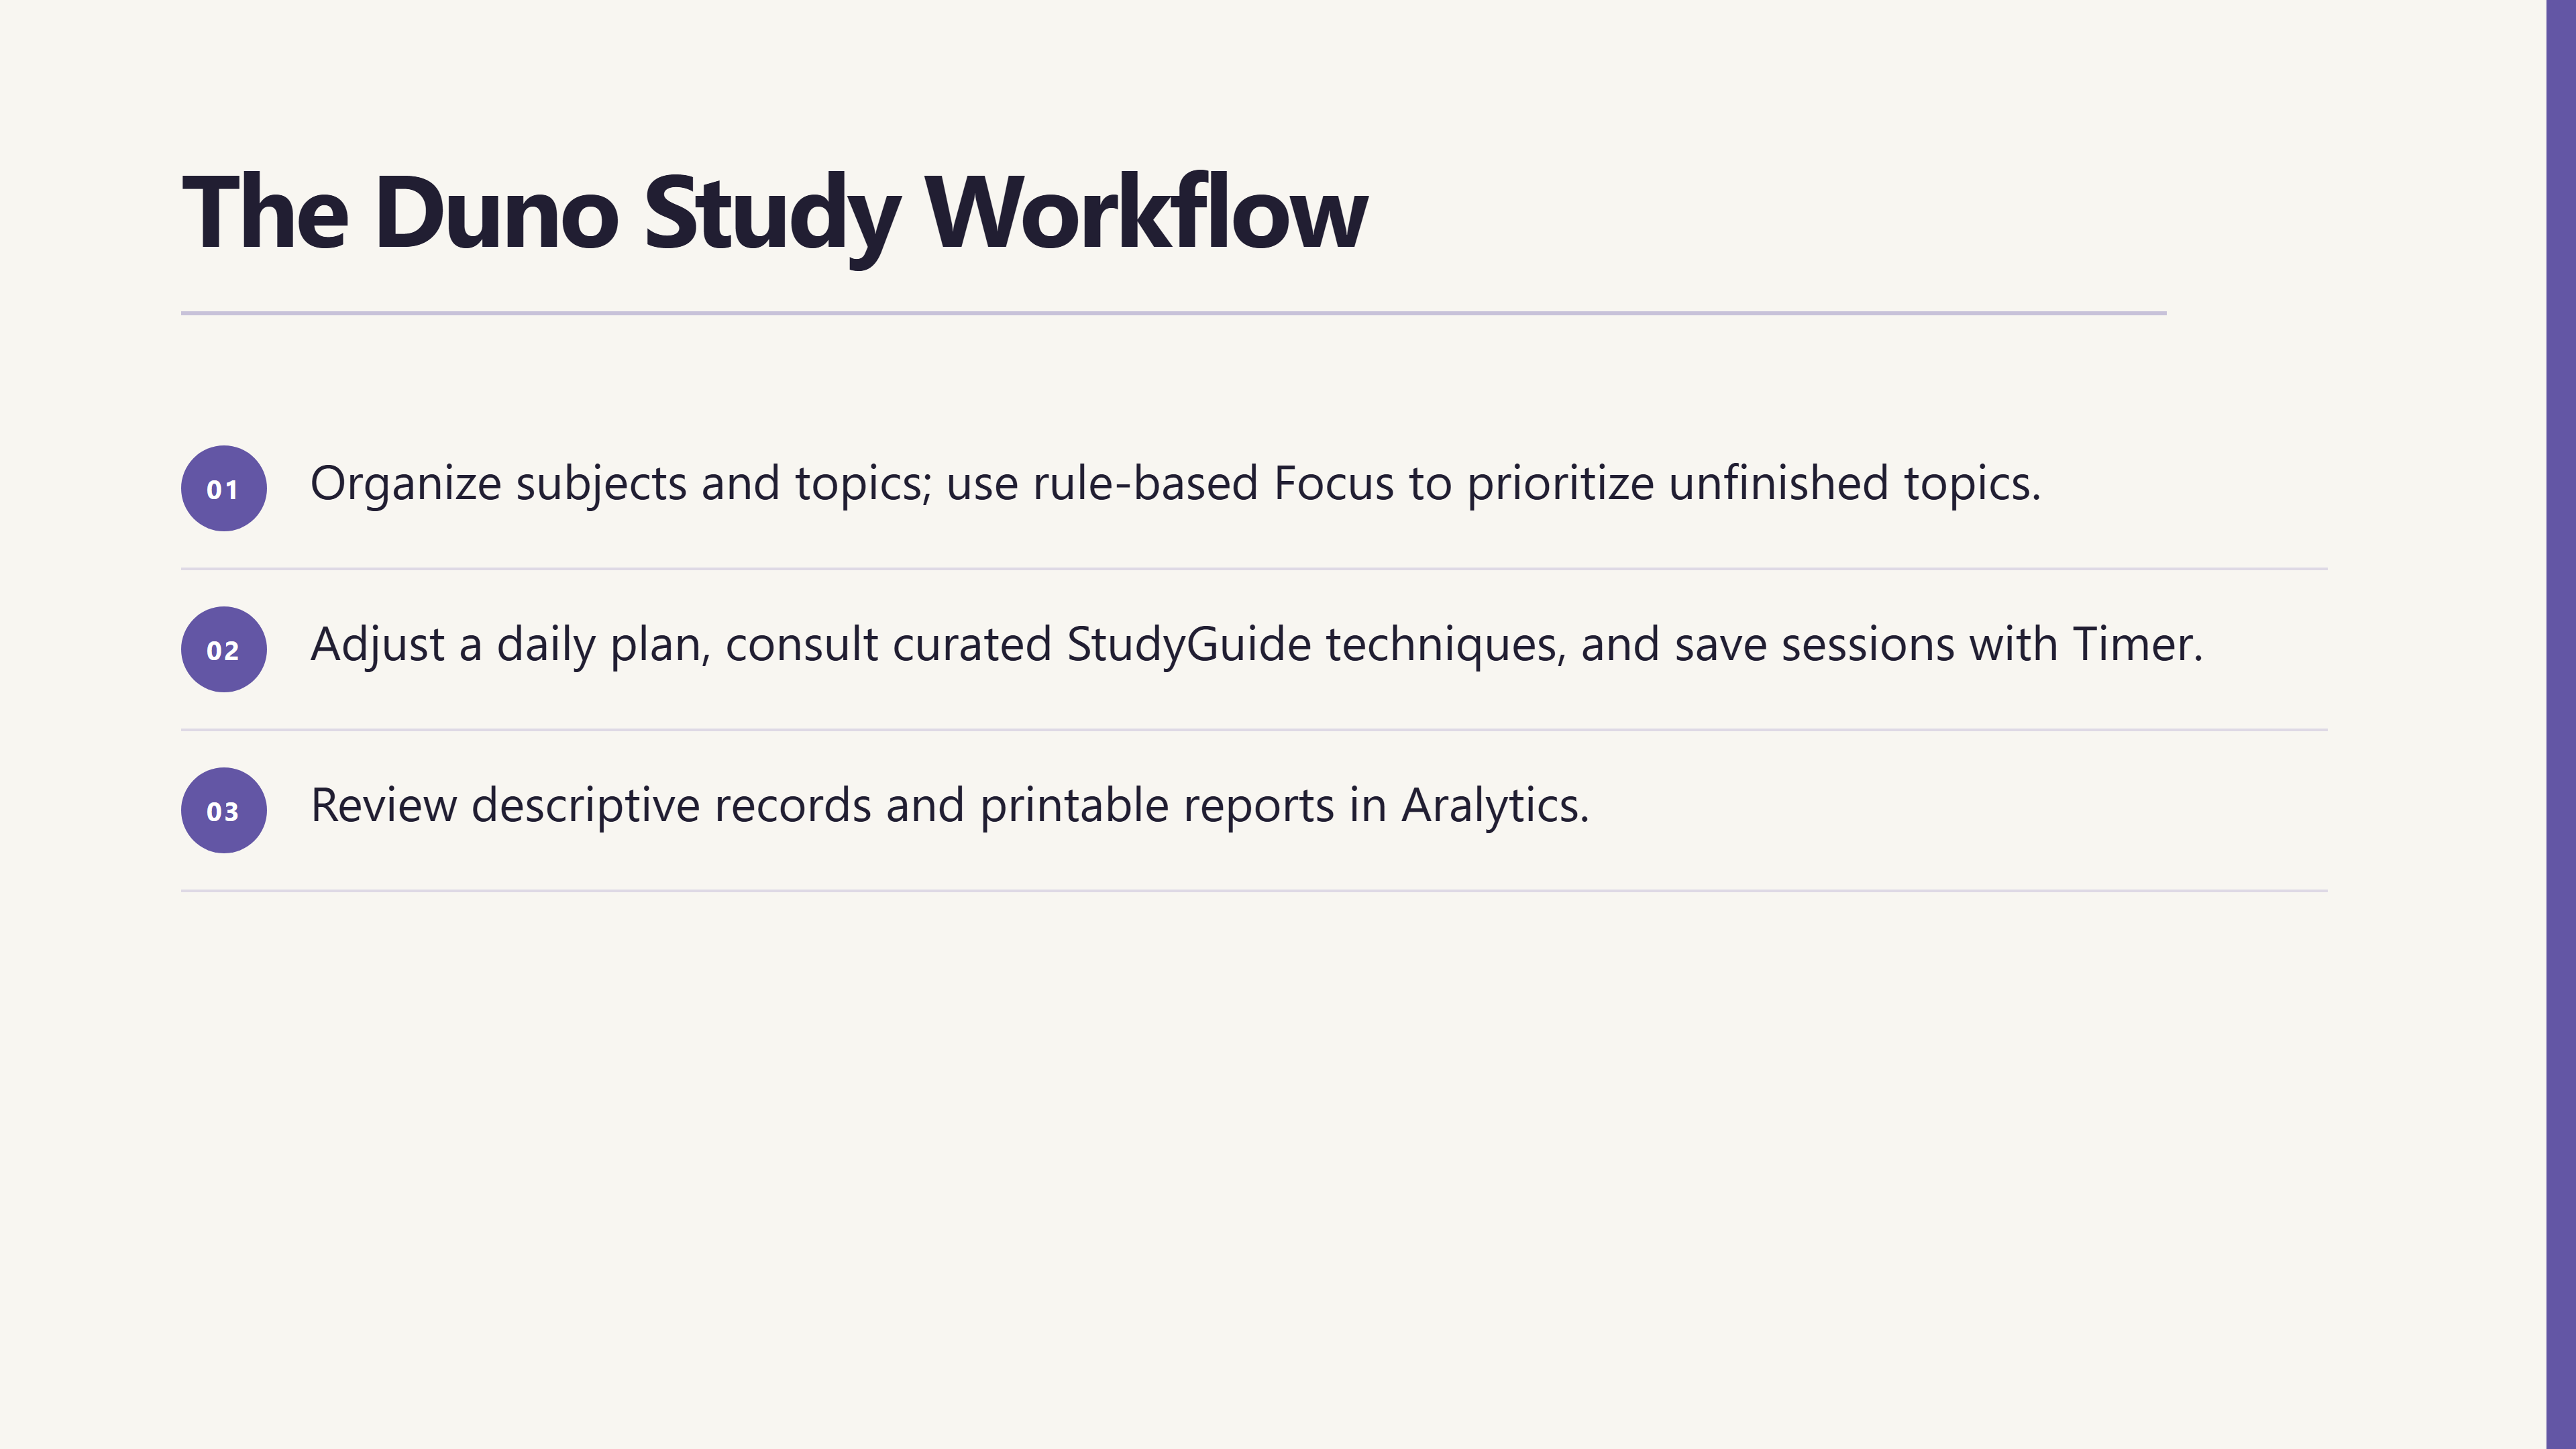 The Duno Study Workflow
01 Organize subjects and topics; use rule-based Focus to prioritize unfinished topics.
02 Adjust a daily plan, consult curated StudyGuide techniques, and save sessions with Timer.
03 Review descriptive records and printable reports in Aralytics.